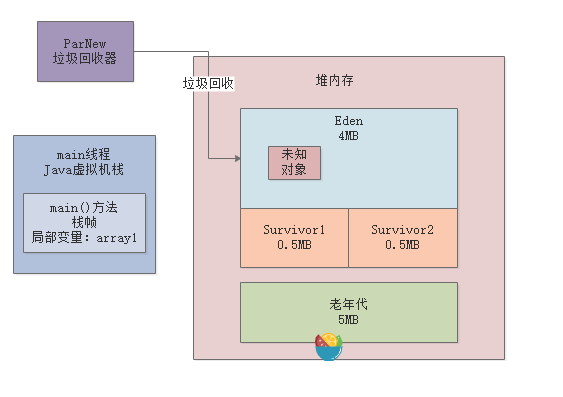 ParNew
垃圾回收器
垃圾回收
堆内存
Eden
4MB
未知
对象
main线程
Java虚拟机栈
main()方法
栈帧
局部变量：array1
Survivor1
0.5MB
Survivor2
0.5MB
老年代
5MB